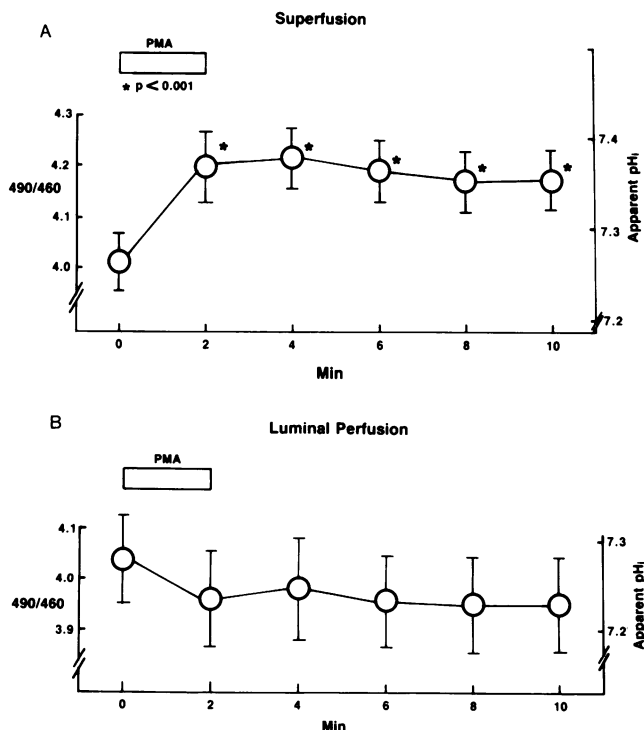 A
Superfusion
PMA
* p < 0.001
4.3
4.2
4.1
4.0
490/460
7.4
7.3
7.2
Apparent pHi
* * * * *
0 2 4 6 8 10
Min
B
Luminal Perfusion
PMA
4.1
4.0
3.9
490/460
7.3
7.2
Apparent pHi
0 2 4 6 8 10
Min